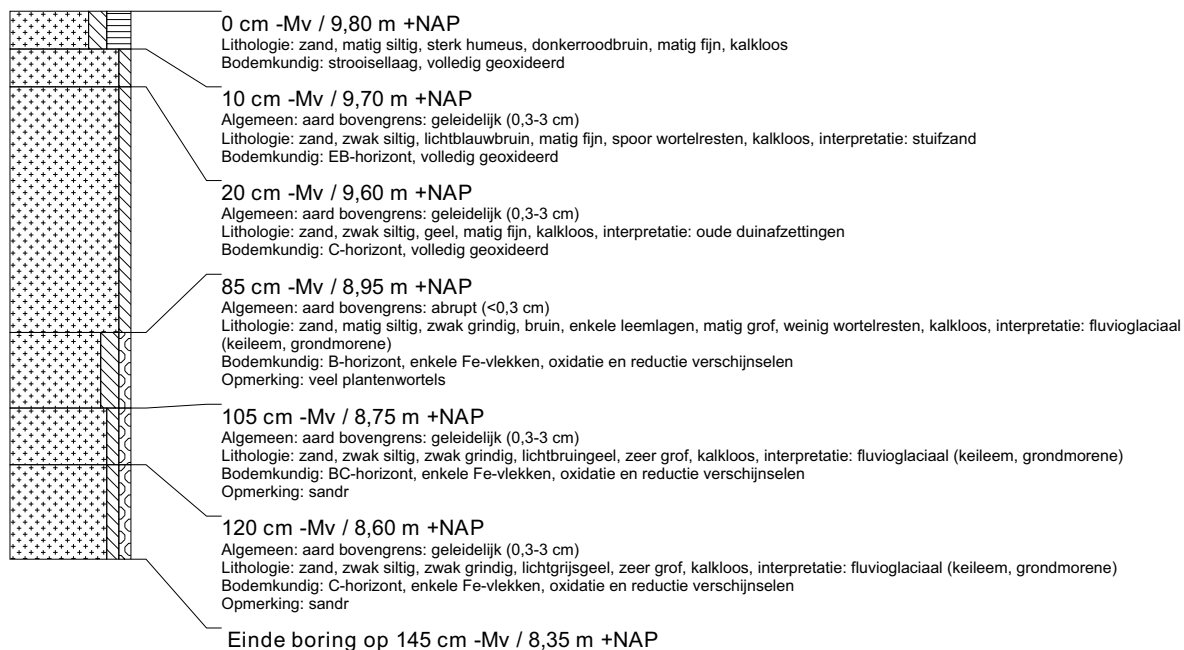 0 cm -Mv / 9,80 m +NAP
Lithologie: zand, matig siltig, sterk humeus, donkerroodbruin, matig fijn, kalkloos
Bodemkundig: strooisellaag, volledig geoxideerd
10 cm -Mv / 9,70 m +NAP
Algemeen: aard bovengrens: geleidelijk (0,3-3 cm)
Lithologie: zand, zwak siltig, lichtblauwbruin, matig fijn, spoor wortelresten, kalkloos, interpretatie: stuifzand
Bodemkundig: EB-horizont, volledig geoxideerd
20 cm -Mv / 9,60 m +NAP
Algemeen: aard bovengrens: geleidelijk (0,3-3 cm)
Lithologie: zand, zwak siltig, geel, matig fijn, kalkloos, interpretatie: oude duinafzettingen
Bodemkundig: C-horizont, volledig geoxideerd
85 cm -Mv / 8,95 m +NAP
Algemeen: aard bovengrens: abrupt (<0,3 cm)
Lithologie: zand, matig siltig, zwak grindig, bruin, enkele leemlagen, matig grof, weinig wortelresten, kalkloos, interpretatie: fluvioglaciaal
(keileem, grondmorene)
Bodemkundig: B-horizont, enkele Fe-vlekken, oxidatie en reductie verschijnselen
Opmerking: veel plantenwortels
105 cm -Mv / 8,75 m +NAP
Algemeen: aard bovengrens: geleidelijk (0,3-3 cm)
Lithologie: zand, zwak siltig, zwak grindig, lichtbruingeel, zeer grof, kalkloos, interpretatie: fluvioglaciaal (keileem, grondmorene)
Bodemkundig: BC-horizont, enkele Fe-vlekken, oxidatie en reductie verschijnselen
Opmerking: sandr
120 cm -Mv / 8,60 m +NAP
Algemeen: aard bovengrens: geleidelijk (0,3-3 cm)
Lithologie: zand, zwak siltig, zwak grindig, lichtgrijsgeel, zeer grof, kalkloos, interpretatie: fluvioglaciaal (keileem, grondmorene)
Bodemkundig: C-horizont, enkele Fe-vlekken, oxidatie en reductie verschijnselen
Opmerking: sandr
Einde boring op 145 cm -Mv / 8,35 m +NAP